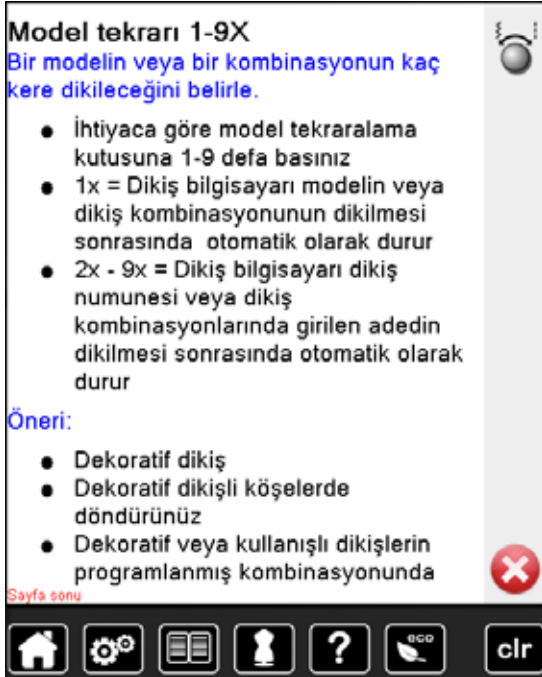 Model tekrarı 1-9X
Bir modelin veya bir kombinasyonun kaç
kere dikileceğini belirle.
● İhtiyaca göre model tekraralama
kutusuna 1-9 defa basınız
● 1x = Dikiş bilgisayarı modelin veya
dikiş kombinasyonunun dikilmesi
sonrasında otomatik olarak durur
● 2x - 9x = Dikiş bilgisayarı dikiş
numunesi veya dikiş
kombinasyonlarında girilen adedin
dikilmesi sonrasında otomatik olarak
durur
Öneri:
● Dekoratif dikiş
● Dekoratif dikişli köşelerde
döndürünüz
● Dekoratif veya kullanışlı dikişlerin
programlanmış kombinasyonunda
Sayfa sonu
? eco clr